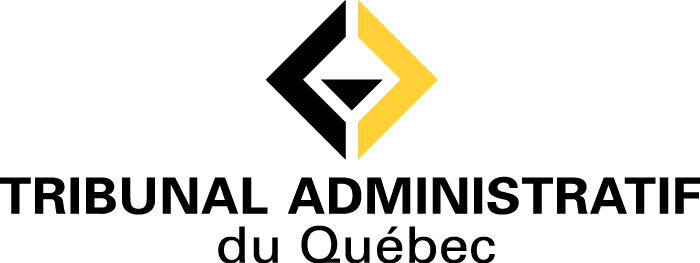 TRIBUNAL ADMINISTRATIF
du Québec